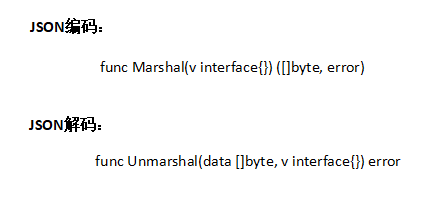 JSON编码：
func Marshal(v interface{}) ([]byte, error)
JSON解码：
func Unmarshal(data []byte, v interface{}) error